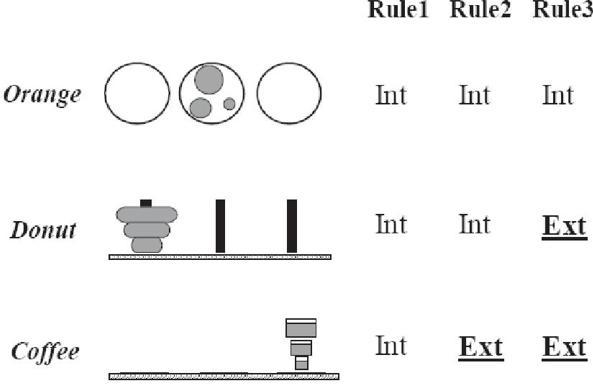 Rule1 Rule2 Rule3
Orange Int Int Int
Donut Int Int Ext
Coffee Int Ext Ext